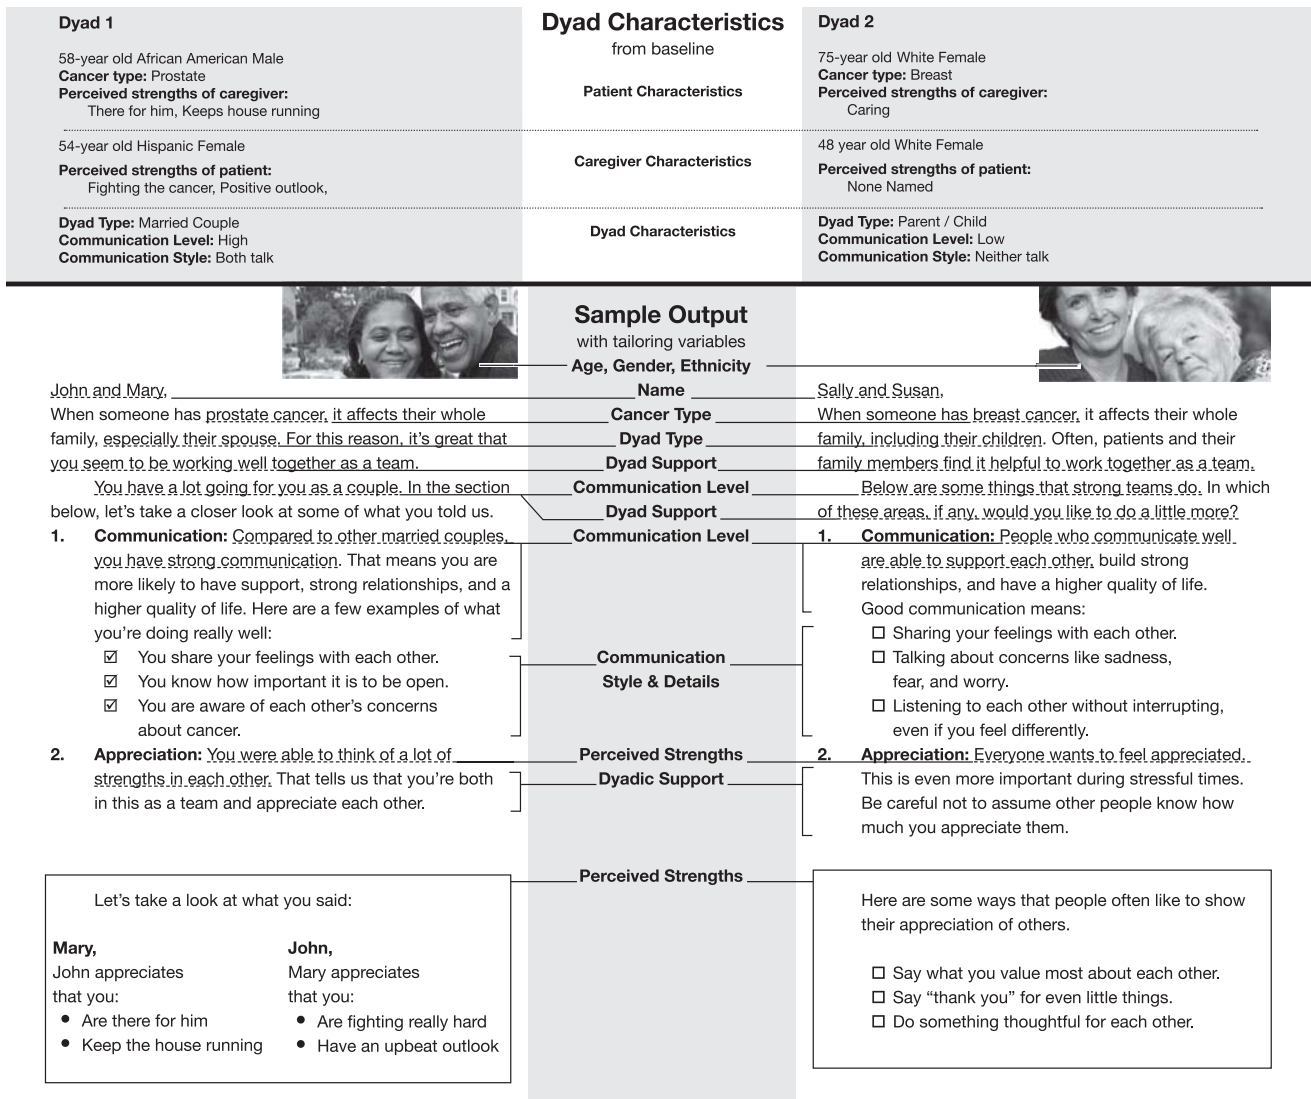 Dyad 1
58-year old African American Male
Cancer type: Prostate
Perceived strengths of caregiver:
There for him, Keeps house running
54-year old Hispanic Female
Perceived strengths of patient:
Fighting the cancer, Positive outlook,
Dyad Type: Married Couple
Communication Level: High
Communication Style: Both talk
Dyad Characteristics
from baseline
Patient Characteristics
Caregiver Characteristics
Dyad Characteristics
Dyad 2
75-year old White Female
Cancer type: Breast
Perceived strengths of caregiver:
Caring
48 year old White Female
Perceived strengths of patient:
None Named
Dyad Type: Parent / Child
Communication Level: Low
Communication Style: Neither talk
John and Mary,
When someone has prostate cancer, it affects their whole
family, especially their spouse. For this reason, it's great that
you seem to be working well together as a team.
You have a lot going for you as a couple. In the section
below, let's take a closer look at some of what you told us.
1. Communication: Compared to other married couples,
you have strong communication. That means you are
more likely to have support, strong relationships, and a
higher quality of life. Here are a few examples of what
you're doing really well:
☑ You share your feelings with each other.
☑ You know how important it is to be open.
☑ You are aware of each other's concerns
about cancer.
2. Appreciation: You were able to think of a lot of
strengths in each other. That tells us that you're both
in this as a team and appreciate each other.
Let's take a look at what you said:
Mary,
John appreciates
that you:
• Are there for him
• Keep the house running
John,
Mary appreciates
that you:
• Are fighting really hard
• Have an upbeat outlook
Sample Output
with tailoring variables
Age, Gender, Ethnicity
Name
Cancer Type
Dyad Type
Dyad Support
Communication Level
Dyad Support
Communication Level
Communication
Style & Details
Perceived Strengths
Dyadic Support
Perceived Strengths
Sally and Susan,
When someone has breast cancer, it affects their whole
family, including their children. Often, patients and their
family members find it helpful to work together as a team.
Below are some things that strong teams do. In which
of these areas, if any, would you like to do a little more?
1. Communication: People who communicate well
are able to support each other, build strong
relationships, and have a higher quality of life.
Good communication means:
☐ Sharing your feelings with each other.
☐ Talking about concerns like sadness,
fear, and worry.
☐ Listening to each other without interrupting,
even if you feel differently.
2. Appreciation: Everyone wants to feel appreciated.
This is even more important during stressful times.
Be careful not to assume other people know how
much you appreciate them.
Here are some ways that people often like to show
their appreciation of others.
☐ Say what you value most about each other.
☐ Say “thank you” for even little things.
☐ Do something thoughtful for each other.